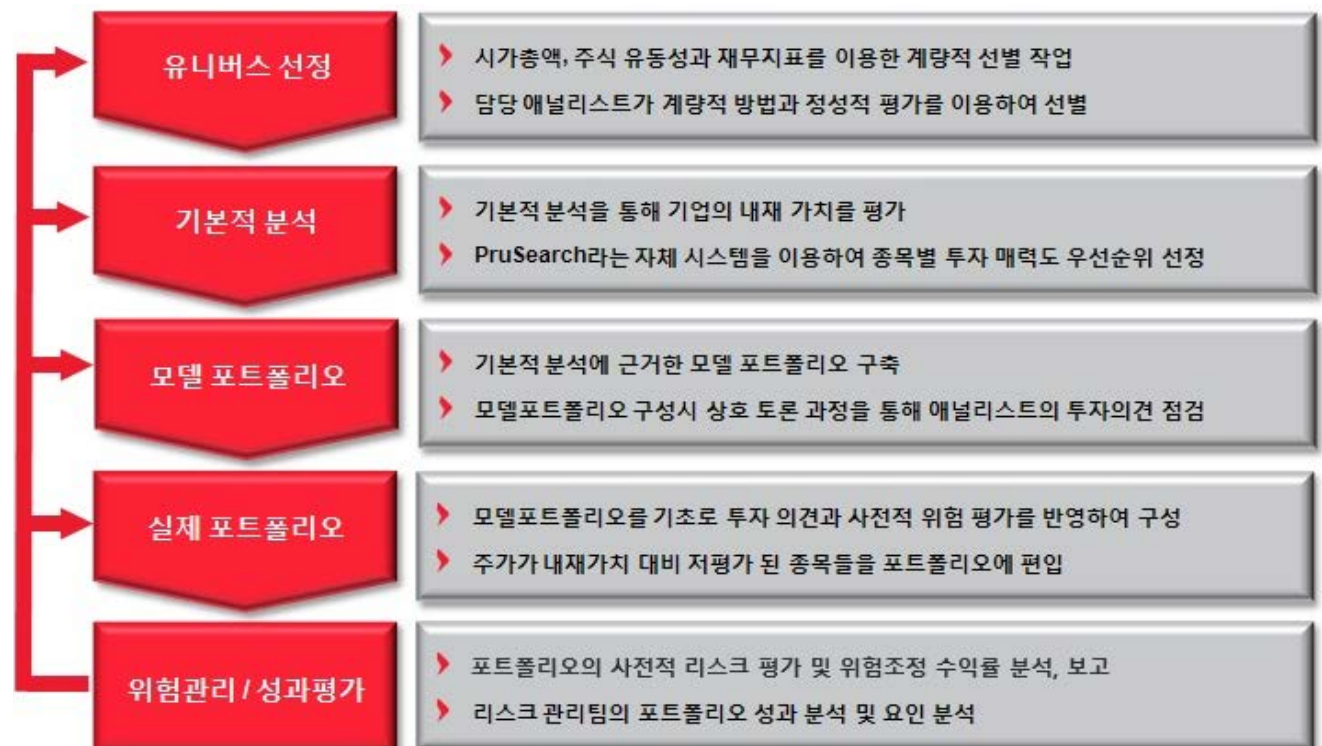 유니버스 선정
시가총액, 주식 유동성과 재무지표를 이용한 계량적 선별 작업
담당 애널리스트가 계량적 방법과 정성적 평가를 이용하여 선별
기본적 분석
기본적 분석을 통해 기업의 내재 가치를 평가
PruSearch라는 자체 시스템을 이용하여 종목별 투자 매력도 우선순위 선정
모델 포트폴리오
기본적 분석에 근거한 모델 포트폴리오 구축
모델포트폴리오 구성시 상호 토론 과정을 통해 애널리스트의 투자의견 점검
실제 포트폴리오
모델포트폴리오를 기초로 투자 의견과 사전적 위험 평가를 반영하여 구성
주가가 내재가치 대비 저평가 된 종목들을 포트폴리오에 편입
위험관리 / 성과평가
포트폴리오의 사전적 리스크 평가 및 위험조정 수익률 분석, 보고
리스크 관리팀의 포트폴리오 성과 분석 및 요인 분석